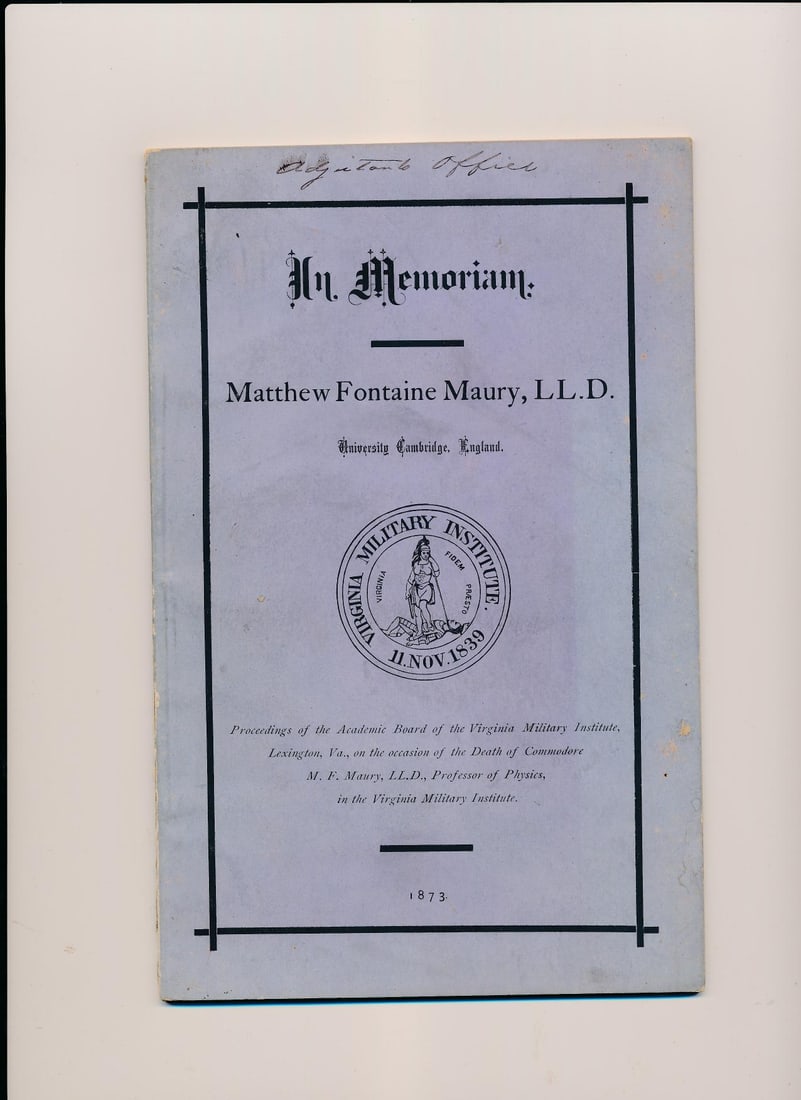 Adjutants Office
In Memoriam.
Matthew Fontaine Maury, LL.D.
University Cambridge, England.
VIRGINIA MILITARY INSTITUTE.
VIRGINIA FIDEM PRÆSTO
11.NOV.1839
Proceedings of the Academic Board of the Virginia Military Institute,
Lexington, Va., on the occasion of the Death of Commodore
M. F. Maury, LL.D., Professor of Physics,
in the Virginia Military Institute.
1873.